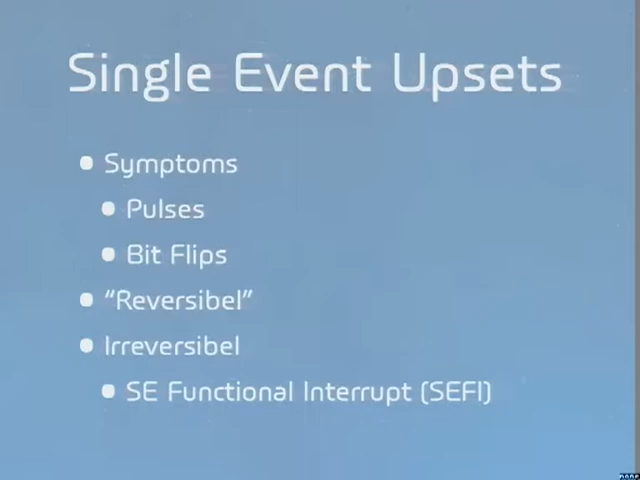 Single Event Upsets
Symptoms
Pulses
Bit Flips
“Reversibel”
Irreversibel
SE Functional Interrupt (SEFI)